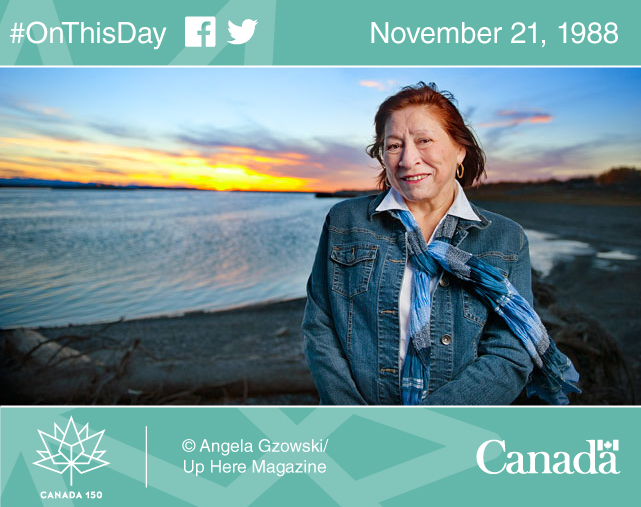 #OnThisDay
November 21, 1988
CANADA 150
© Angela Gzowski/
Up Here Magazine
Canada